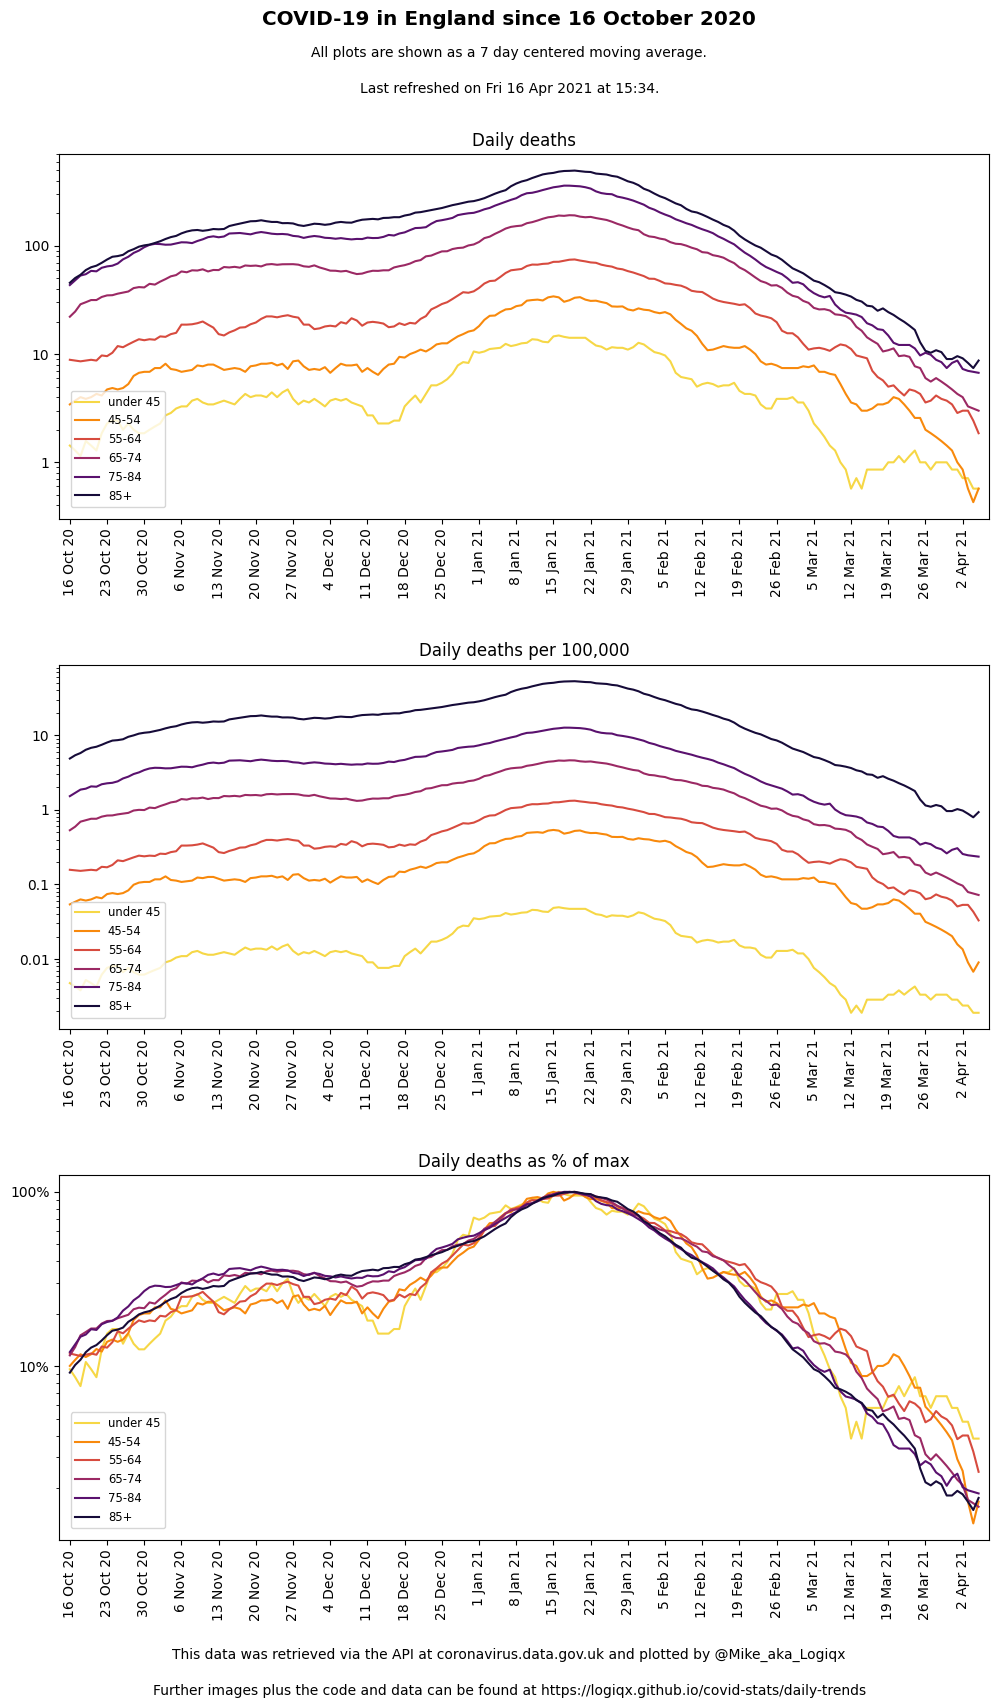 COVID-19 in England since 16 October 2020
All plots are shown as a 7 day centered moving average.
Last refreshed on Fri 16 Apr 2021 at 15:34.
Daily deaths
100
10
1
under 45
45-54
55-64
65-74
75-84
85+
16 Oct 20
23 Oct 20
30 Oct 20
6 Nov 20
13 Nov 20
20 Nov 20
27 Nov 20
4 Dec 20
11 Dec 20
18 Dec 20
25 Dec 20
1 Jan 21
8 Jan 21
15 Jan 21
22 Jan 21
29 Jan 21
5 Feb 21
12 Feb 21
19 Feb 21
26 Feb 21
5 Mar 21
12 Mar 21
19 Mar 21
26 Mar 21
2 Apr 21
Daily deaths per 100,000
10
1
0.1
0.01
under 45
45-54
55-64
65-74
75-84
85+
16 Oct 20
23 Oct 20
30 Oct 20
6 Nov 20
13 Nov 20
20 Nov 20
27 Nov 20
4 Dec 20
11 Dec 20
18 Dec 20
25 Dec 20
1 Jan 21
8 Jan 21
15 Jan 21
22 Jan 21
29 Jan 21
5 Feb 21
12 Feb 21
19 Feb 21
26 Feb 21
5 Mar 21
12 Mar 21
19 Mar 21
26 Mar 21
2 Apr 21
Daily deaths as % of max
100%
10%
under 45
45-54
55-64
65-74
75-84
85+
16 Oct 20
23 Oct 20
30 Oct 20
6 Nov 20
13 Nov 20
20 Nov 20
27 Nov 20
4 Dec 20
11 Dec 20
18 Dec 20
25 Dec 20
1 Jan 21
8 Jan 21
15 Jan 21
22 Jan 21
29 Jan 21
5 Feb 21
12 Feb 21
19 Feb 21
26 Feb 21
5 Mar 21
12 Mar 21
19 Mar 21
26 Mar 21
2 Apr 21
This data was retrieved via the API at coronavirus.data.gov.uk and plotted by @Mike_aka_Logiqx
Further images plus the code and data can be found at https://logiqx.github.io/covid-stats/daily-trends